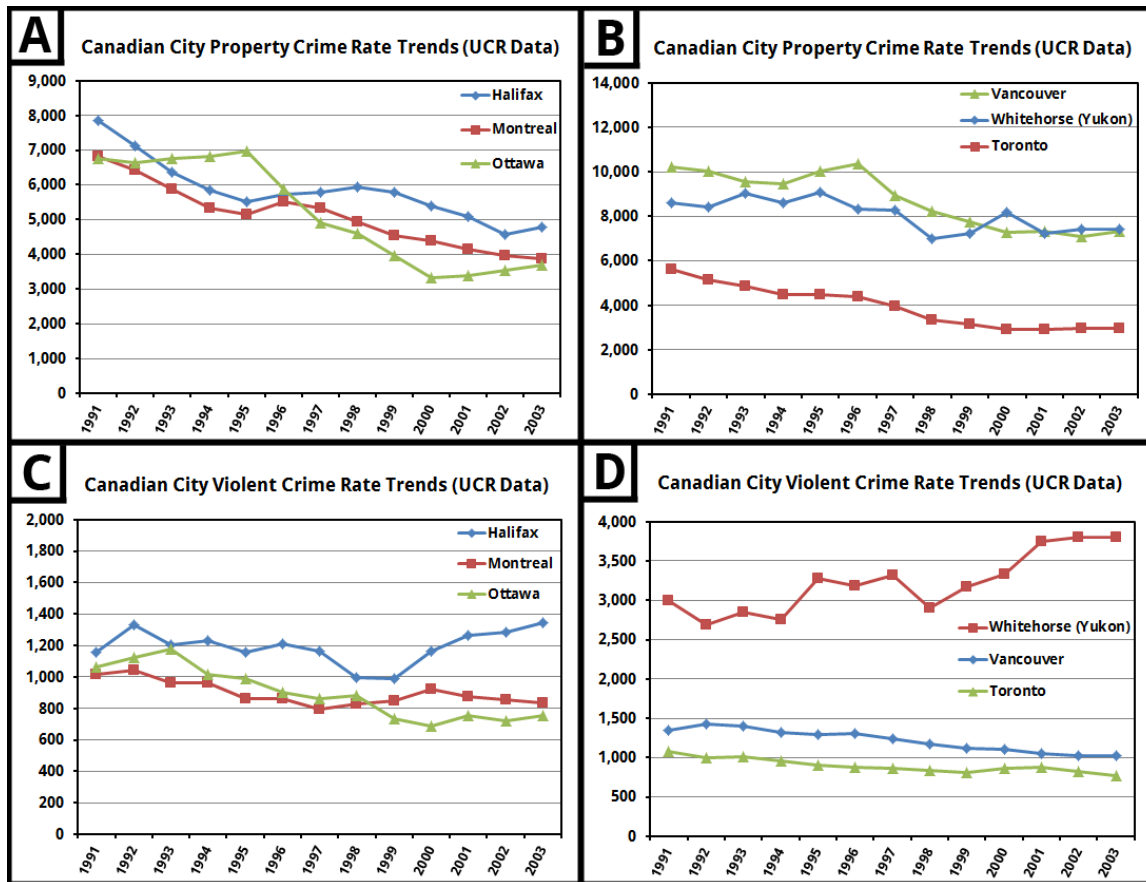 A
Canadian City Property Crime Rate Trends (UCR Data)
9,000
8,000
7,000
6,000
5,000
4,000
3,000
2,000
1,000
0
Halifax
Montreal
Ottawa
1991 1992 1993 1994 1995 1996 1997 1998 1999 2000 2001 2002 2003
B
Canadian City Property Crime Rate Trends (UCR Data)
14,000
12,000
10,000
8,000
6,000
4,000
2,000
0
Vancouver
Whitehorse (Yukon)
Toronto
1991 1992 1993 1994 1995 1996 1997 1998 1999 2000 2001 2002 2003
C
Canadian City Violent Crime Rate Trends (UCR Data)
2,000
1,800
1,600
1,400
1,200
1,000
800
600
400
200
0
Halifax
Montreal
Ottawa
1991 1992 1993 1994 1995 1996 1997 1998 1999 2000 2001 2002 2003
D
Canadian City Violent Crime Rate Trends (UCR Data)
4,000
3,500
3,000
2,500
2,000
1,500
1,000
500
0
Whitehorse (Yukon)
Vancouver
Toronto
1991 1992 1993 1994 1995 1996 1997 1998 1999 2000 2001 2002 2003